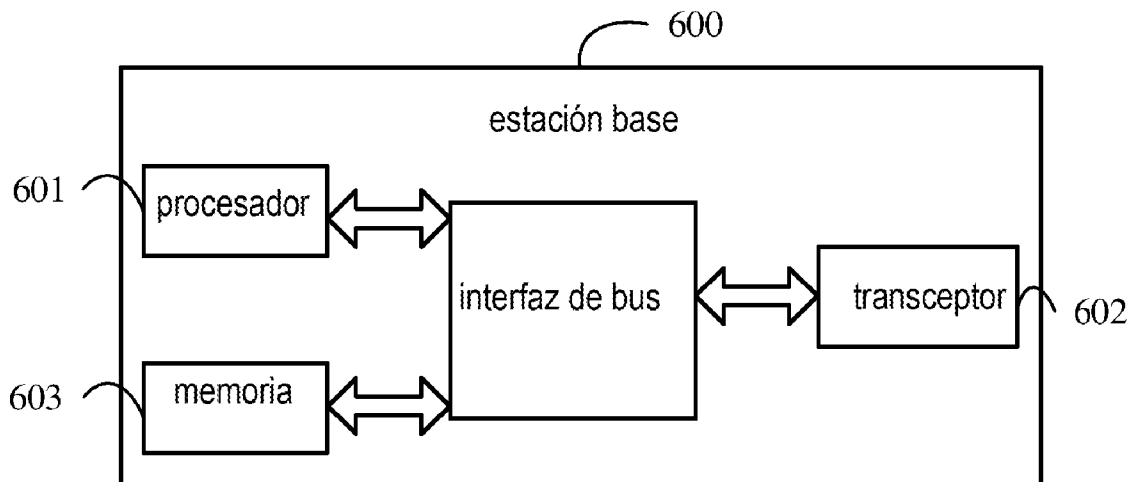 600
estación base
601
procesador
interfaz de bus
transceptor
602
603
memoria